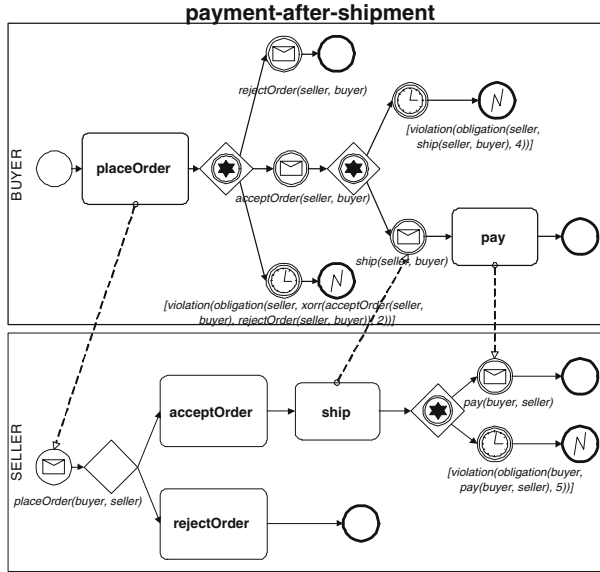 payment-after-shipment
BUYER
placeOrder
rejectOrder(seller, buyer)
acceptOrder(seller, buyer)
[violation(obligation(seller,
ship(seller, buyer), 4))]
ship(seller, buyer)
pay
[violation(obligation(seller, xorr(acceptOrder(seller,
buyer), rejectOrder(seller, buyer)), 2))]
SELLER
placeOrder(buyer, seller)
acceptOrder
ship
pay(buyer, seller)
[violation(obligation(buyer,
pay(buyer, seller), 5))]
rejectOrder